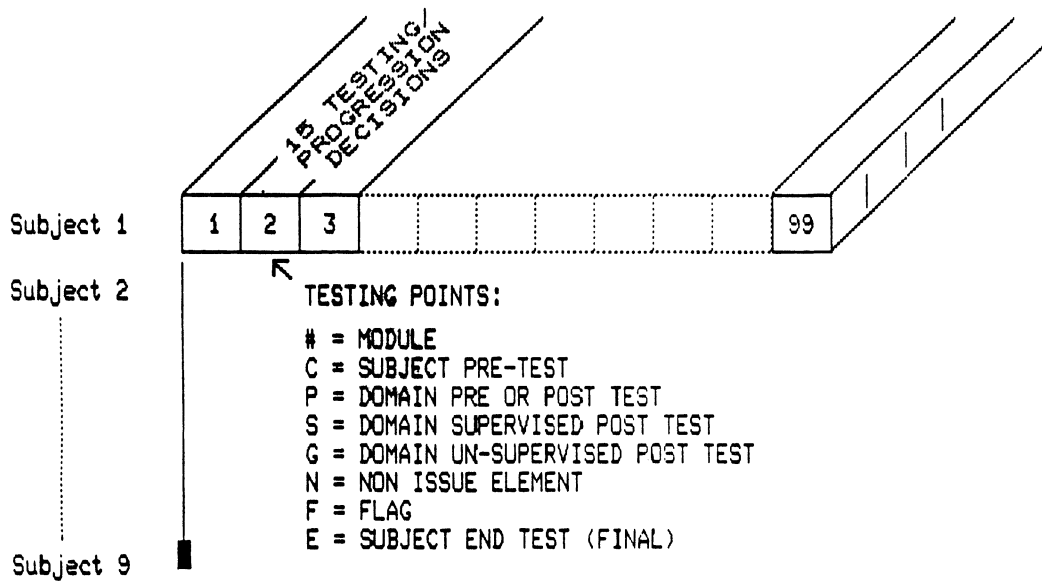 15 TESTING/
PROGRESSION
DECISIONS
Subject 1
1 2 3 99
Subject 2
TESTING POINTS:
# = MODULE
C = SUBJECT PRE-TEST
P = DOMAIN PRE OR POST TEST
S = DOMAIN SUPERVISED POST TEST
G = DOMAIN UN-SUPERVISED POST TEST
N = NON ISSUE ELEMENT
F = FLAG
E = SUBJECT END TEST (FINAL)
Subject 9